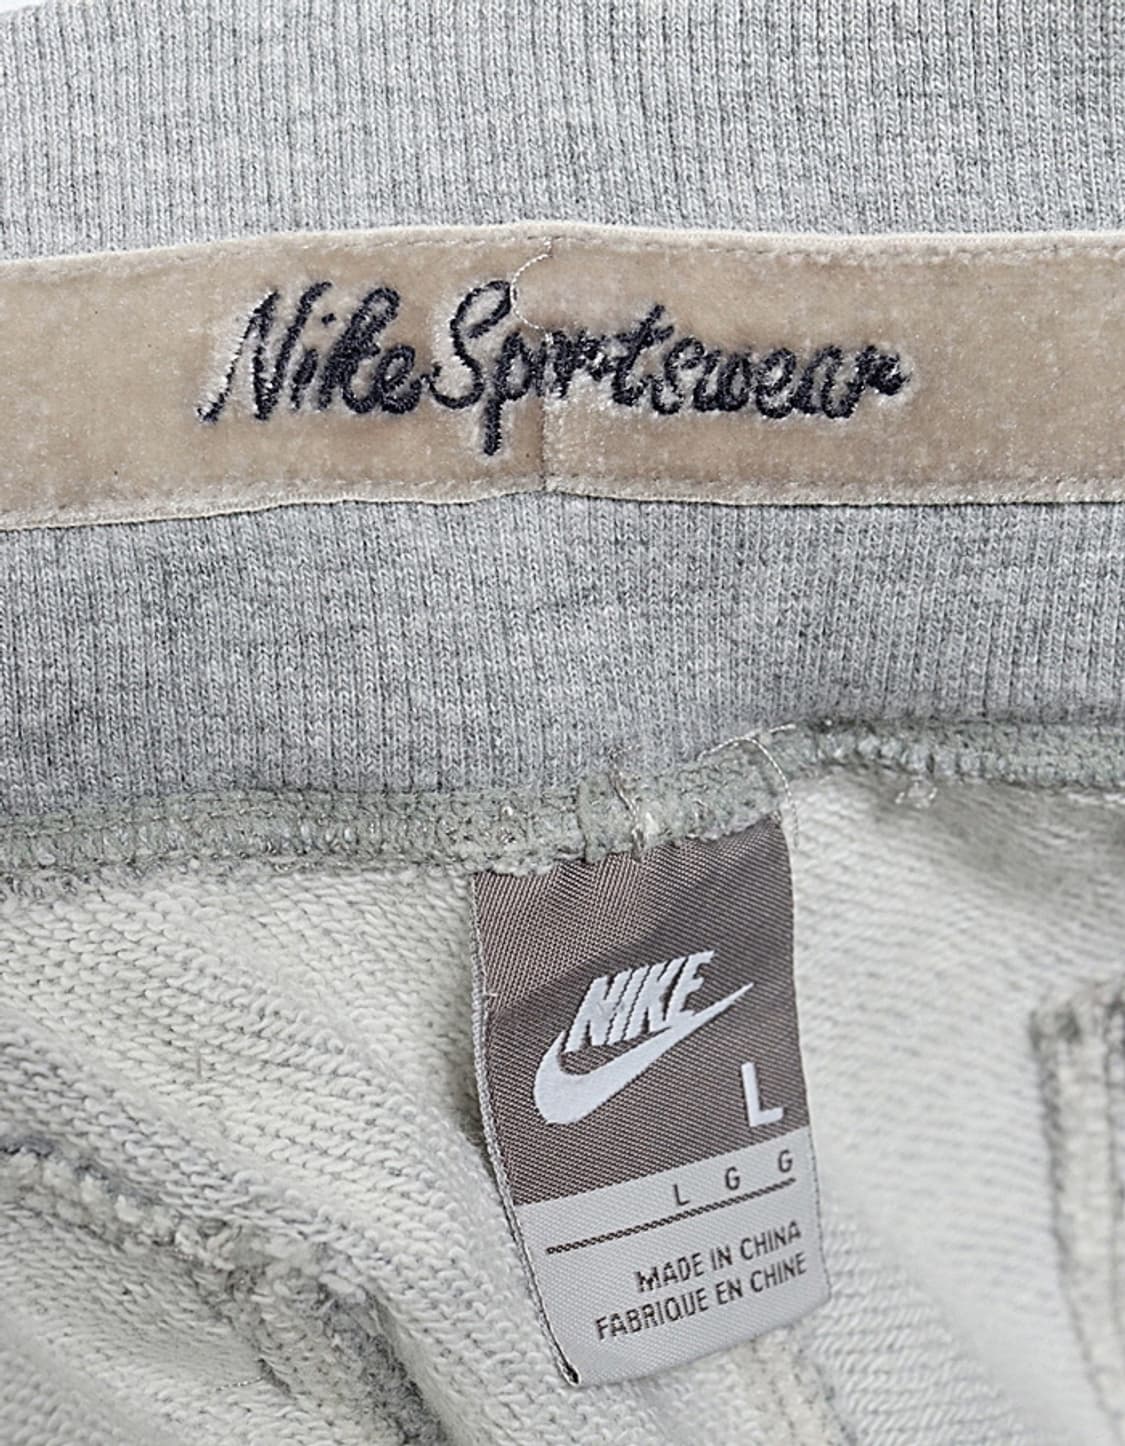 Nike Sportswear
NIKE
L
L G G
MADE IN CHINA
FABRIQUE EN CHINE